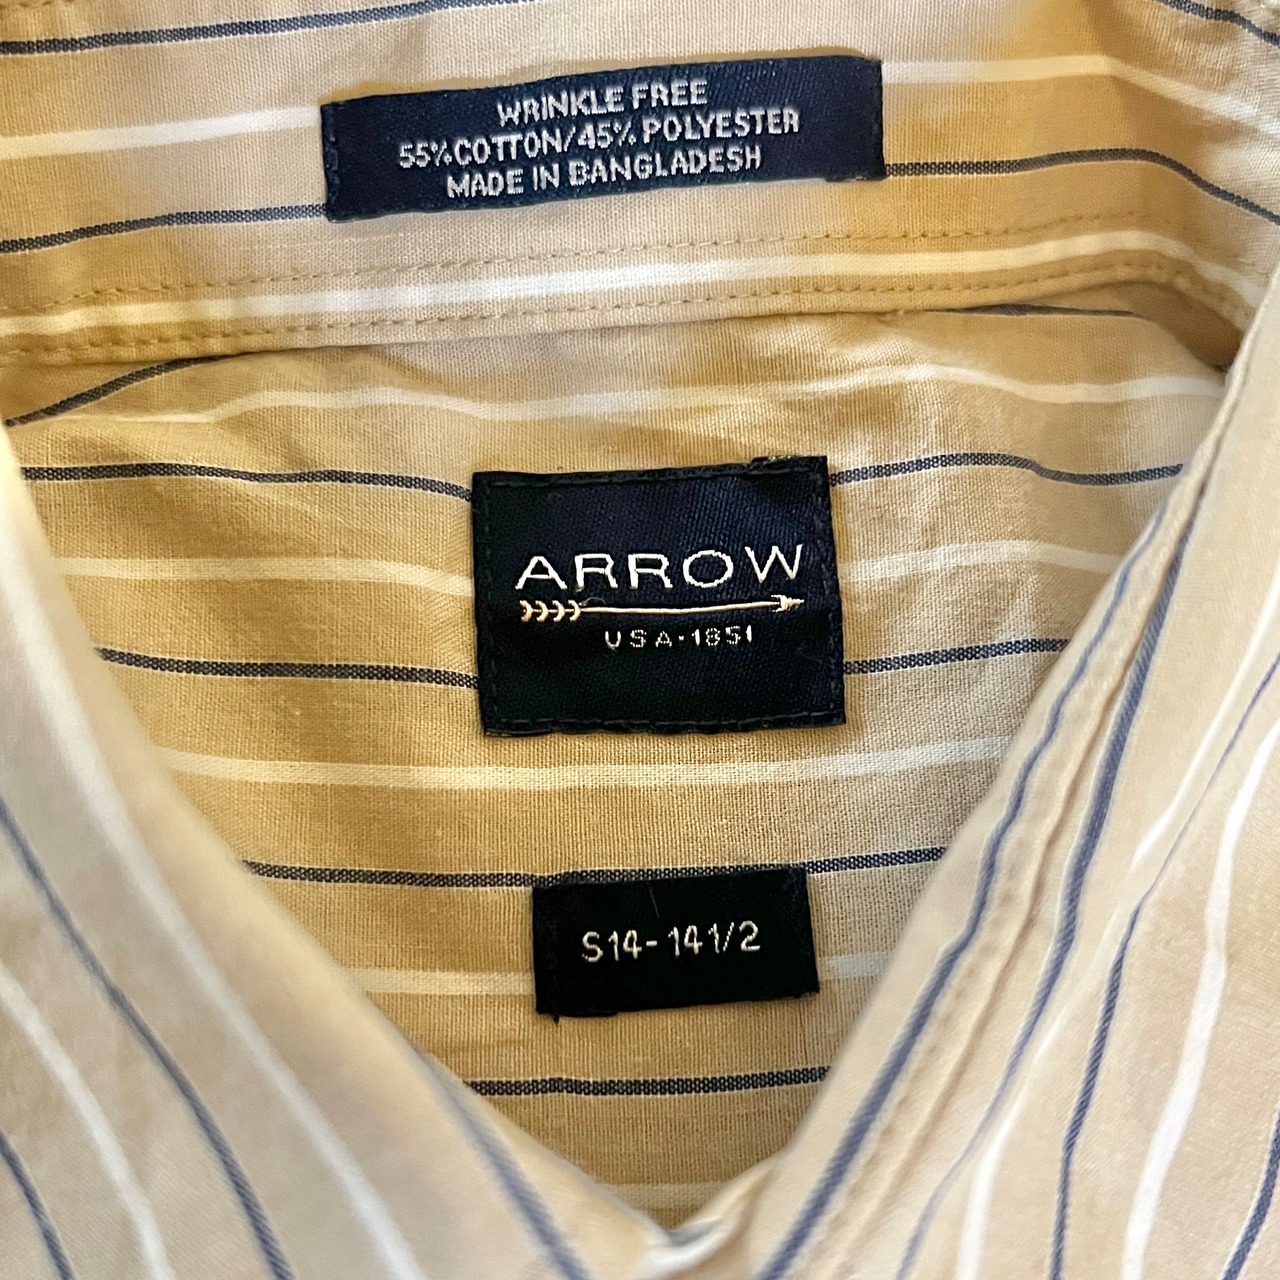 WRINKLE FREE
55%COTTON/45% POLYESTER
MADE IN BANGLADESH
ARROW
USA-1851
S14-141/2